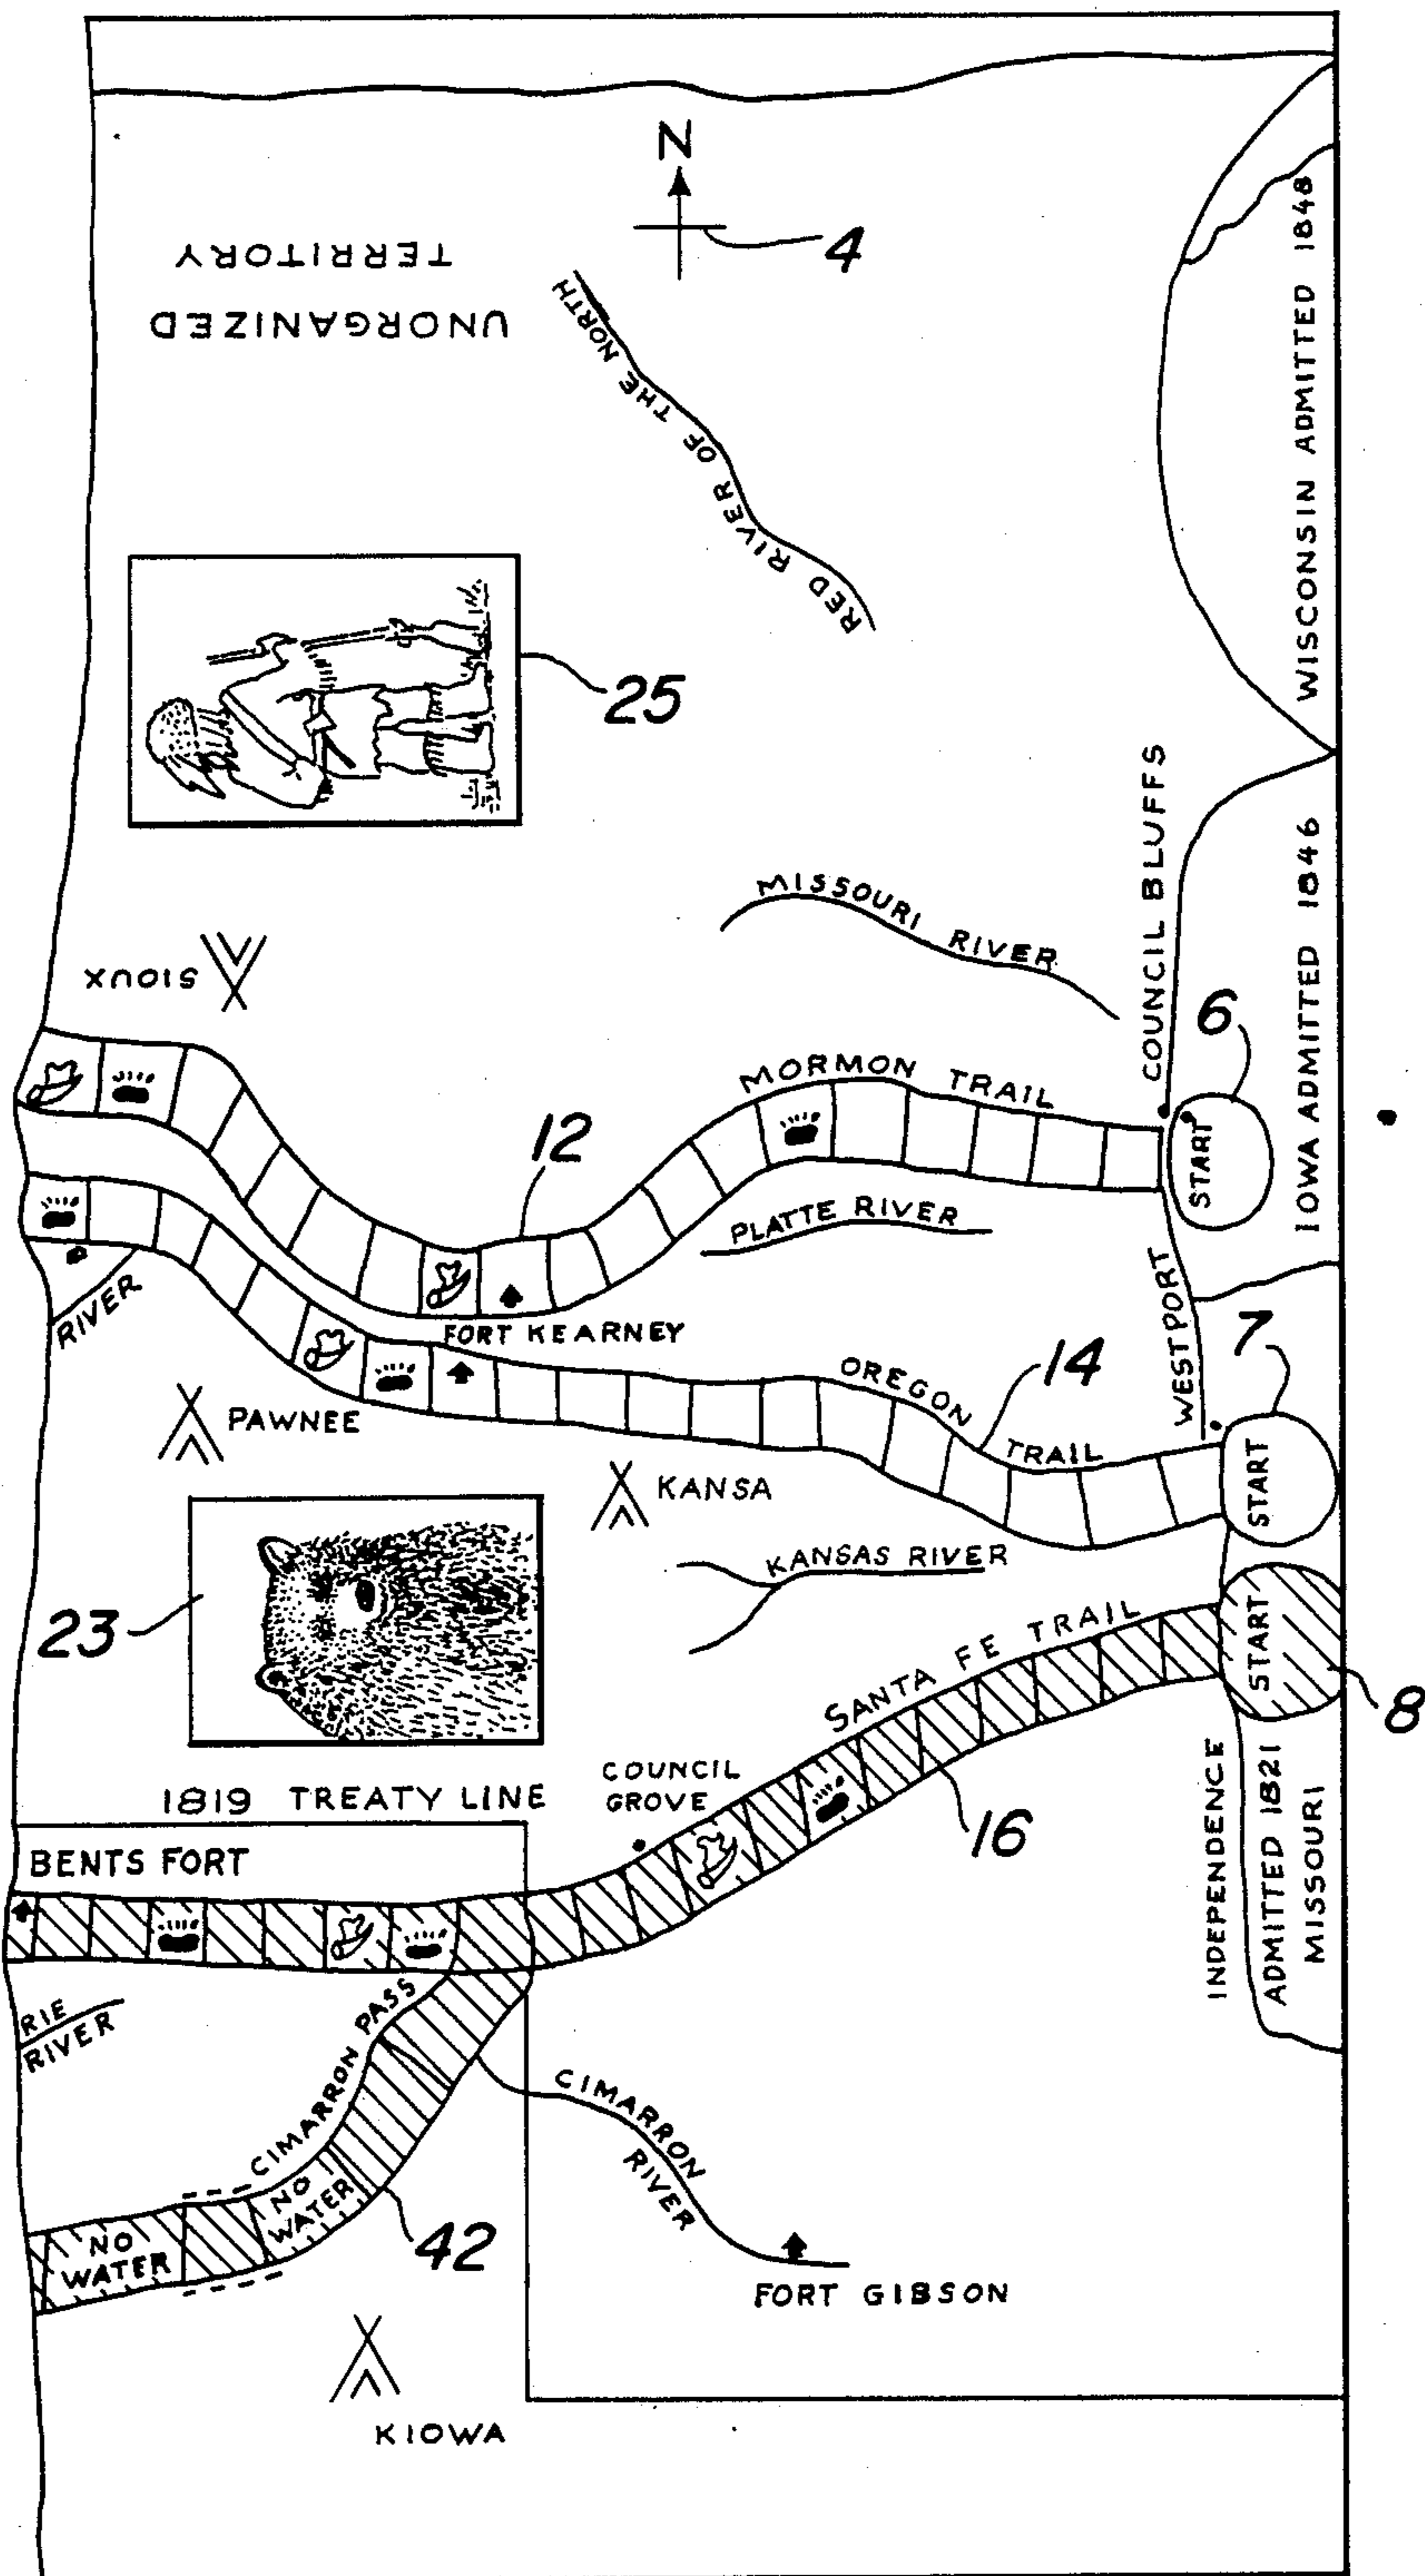 N
4
UNORGANIZED
TERRITORY
RED RIVER OF THE NORTH
WISCONSIN ADMITTED 1848
25
MISSOURI RIVER
COUNCIL BLUFFS
IOWA ADMITTED 1846
SIOUX
6
MORMON TRAIL
START
12
PLATTE RIVER
RIVER
FORT KEARNEY
WESTPORT
7
OREGON TRAIL
14
PAWNEE
START
KANSA
KANSAS RIVER
23
SANTA FE TRAIL
START
8
1819 TREATY LINE
COUNCIL
GROVE
16
INDEPENDENCE
ADMITTED 1821
MISSOURI
BENTS FORT
RIE
RIVER
CIMARRON PASS
CIMARRON
RIVER
NO
WATER
NO
WATER
42
FORT GIBSON
KIOWA